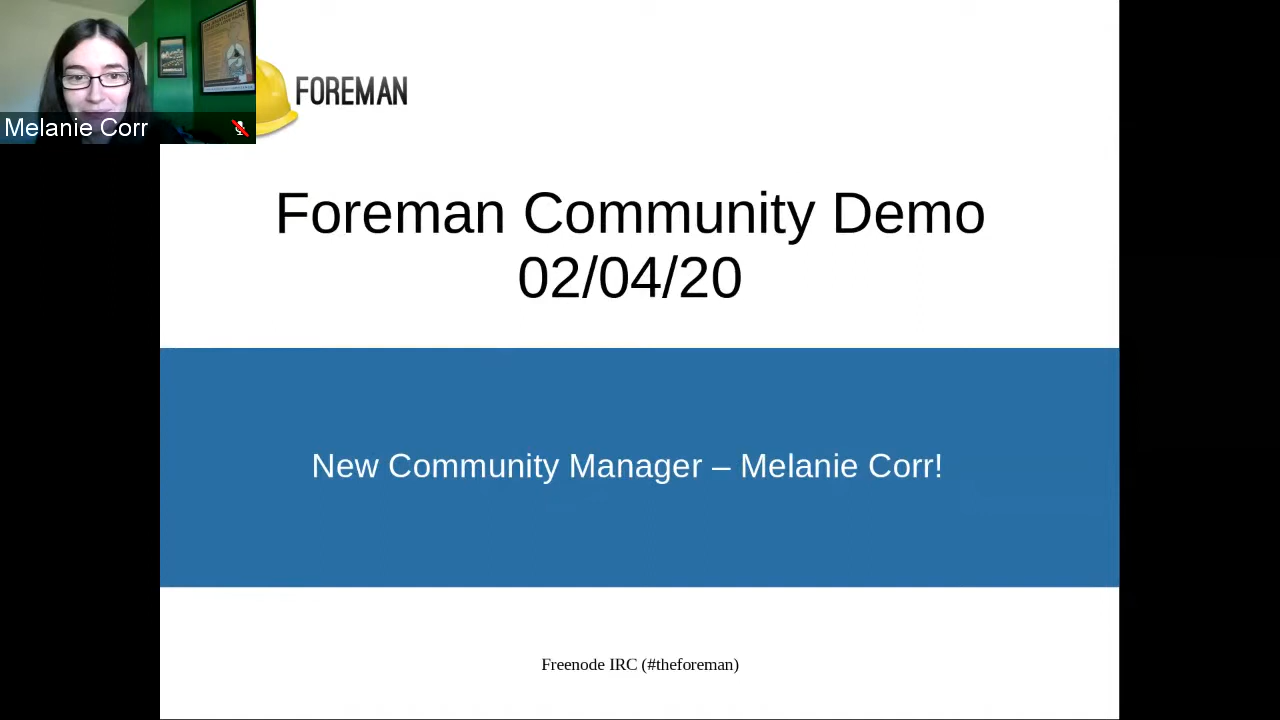 Melanie Corr
FOREMAN
Foreman Community Demo
02/04/20
New Community Manager – Melanie Corr!
Freenode IRC (#theforeman)